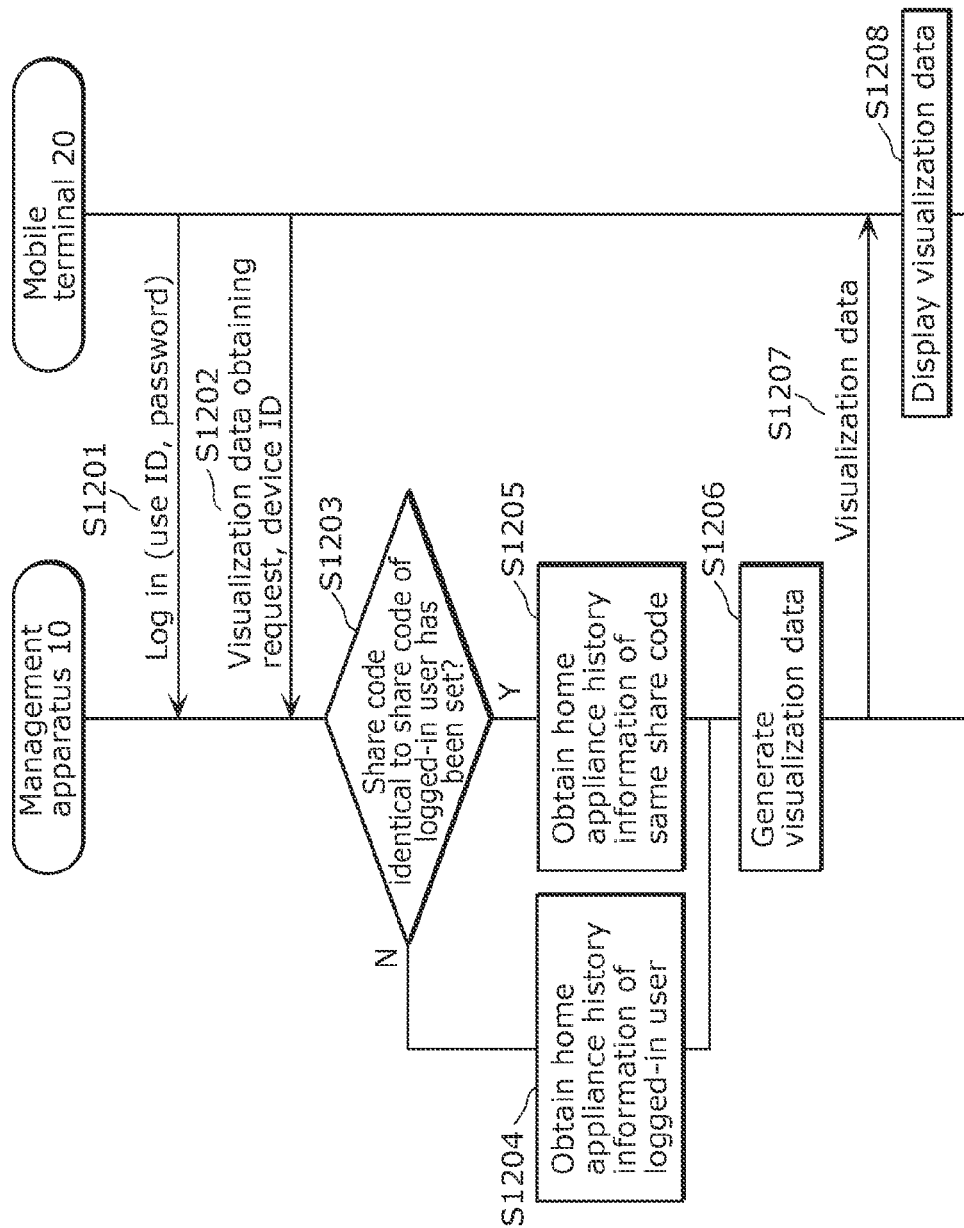 Management
apparatus 10
Mobile
terminal 20
S1201
Log in (use ID, password)
S1202
Visualization data obtaining
request, device ID
S1203
Share code
identical to share code of
logged-in user has
been set?
N
Y
S1204
Obtain home
appliance history
information of
logged-in user
S1205
Obtain home
appliance history
information of
same share code
S1206
Generate
visualization data
S1207
Visualization data
S1208
Display visualization data